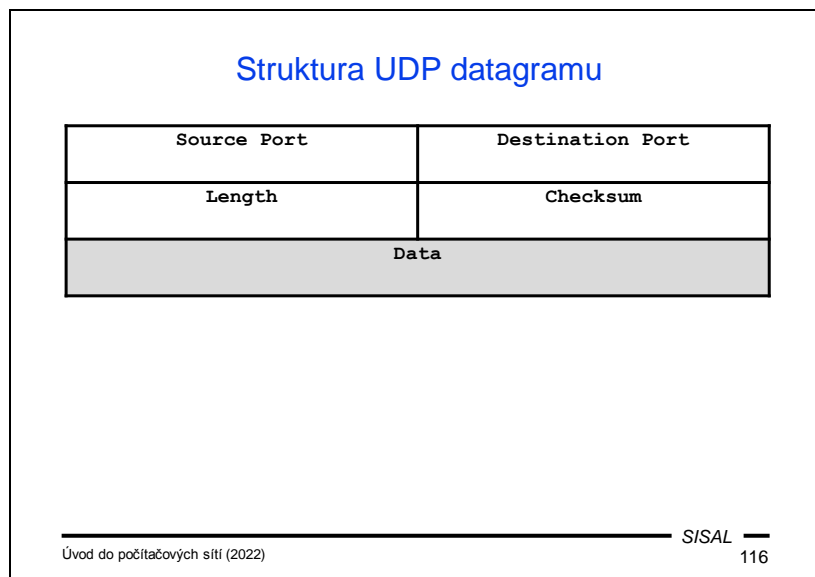 Struktura UDP datagramu
Source Port Destination Port
Length Checksum
Data
SISAL
Úvod do počítačových sítí (2022) 116